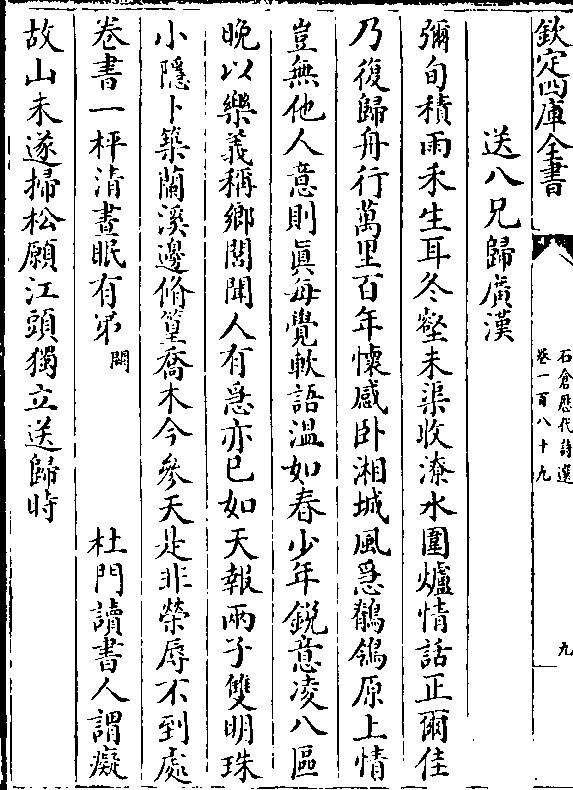 欽定四庫全書
石倉歷代詩選
卷一百八十九
九
送八兄歸廣漢
彌旬積雨禾生耳冬壑未渠收潦水圍爐情話正爾佳
乃復歸舟行萬里百年懷感卧湘城風急鶺鴒原上情
豈無他人意則真每覺軟語溫如春少年銳意凌八區
晚以樂義稱鄉閭聞人有急亦已如天報兩子雙明珠
小隱卜築蘭溪邊脩篁喬木今參天是非榮辱不到處
卷書一枰清晝眠有弟闕杜門讀書人謂癡
故山未遂掃松願江頭獨立送歸時